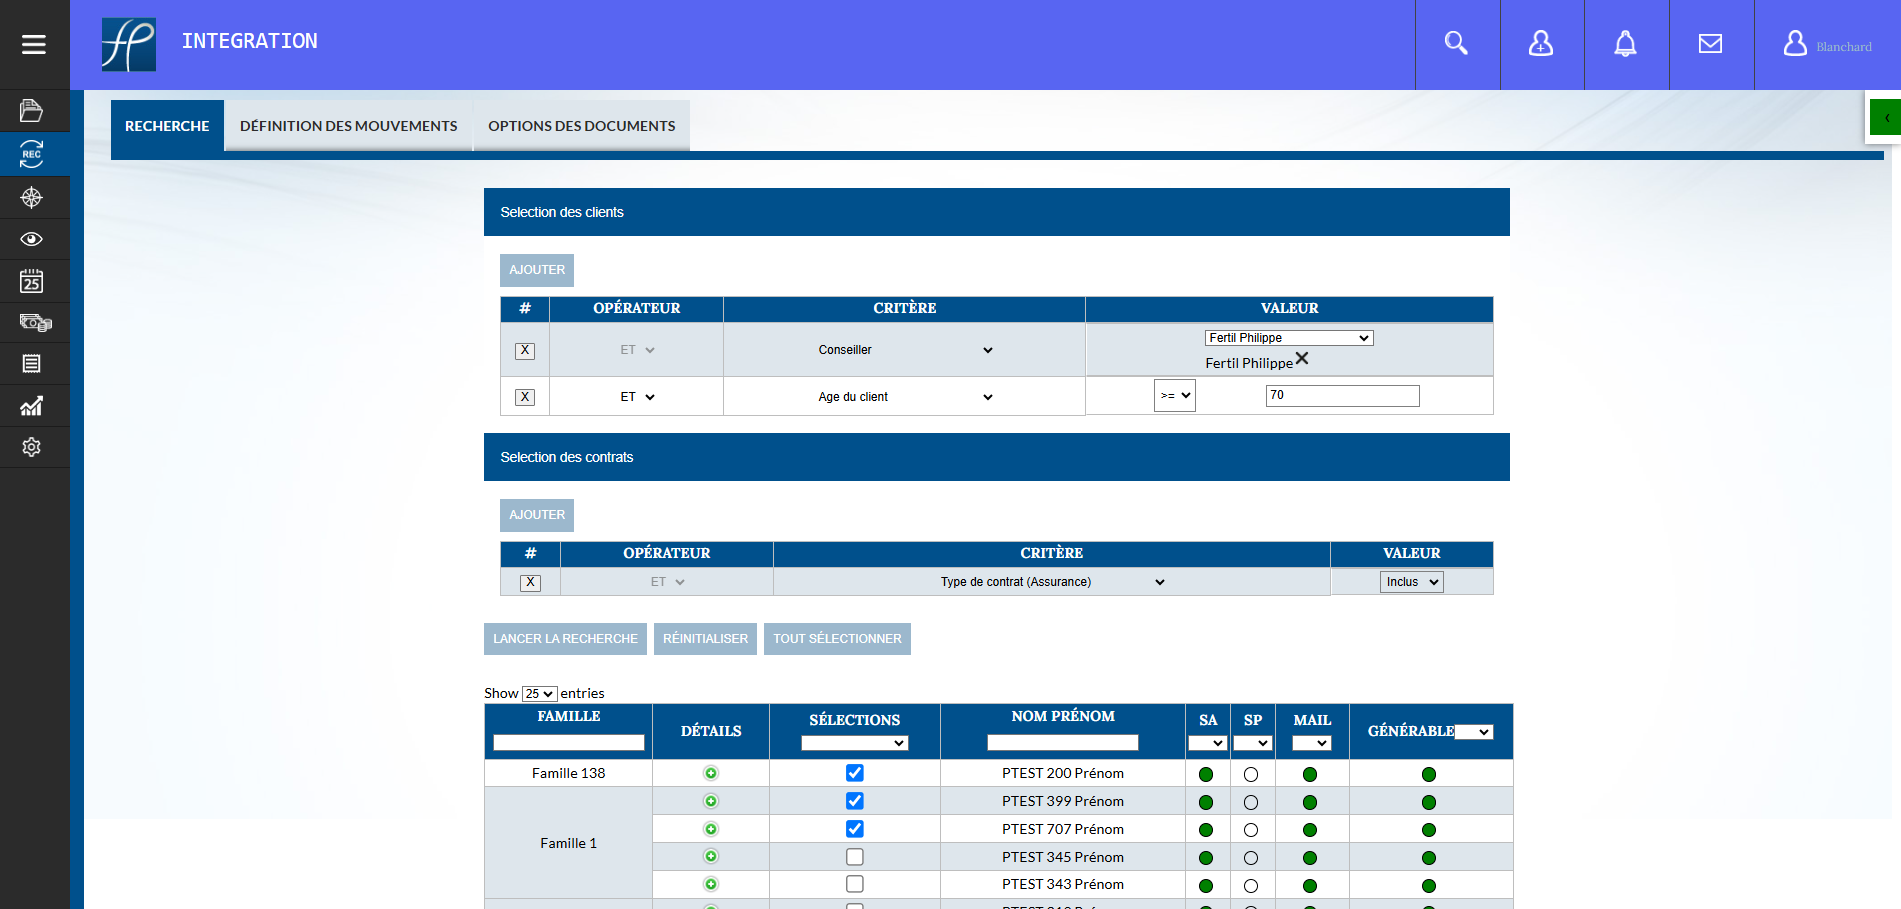 INTEGRATION
Blanchard
RECHERCHE
DÉFINITION DES MOUVEMENTS
OPTIONS DES DOCUMENTS
REC
25
Selection des clients
AJOUTER
# OPÉRATEUR CRITÈRE VALEUR
X ET Conseiller Fertil Philippe
Fertil Philippe
X ET Age du client >= 70
Selection des contrats
AJOUTER
# OPÉRATEUR CRITÈRE VALEUR
X ET Type de contrat (Assurance) Inclus
LANCER LA RECHERCHE RÉINITIALISER TOUT SÉLECTIONNER
Show 25 entries
FAMILLE DÉTAILS SÉLECTIONS NOM PRÉNOM SA SP MAIL GÉNÉRABLE
Famille 138 PTEST 200 Prénom
PTEST 399 Prénom
PTEST 707 Prénom
Famille 1
PTEST 345 Prénom
PTEST 343 Prénom